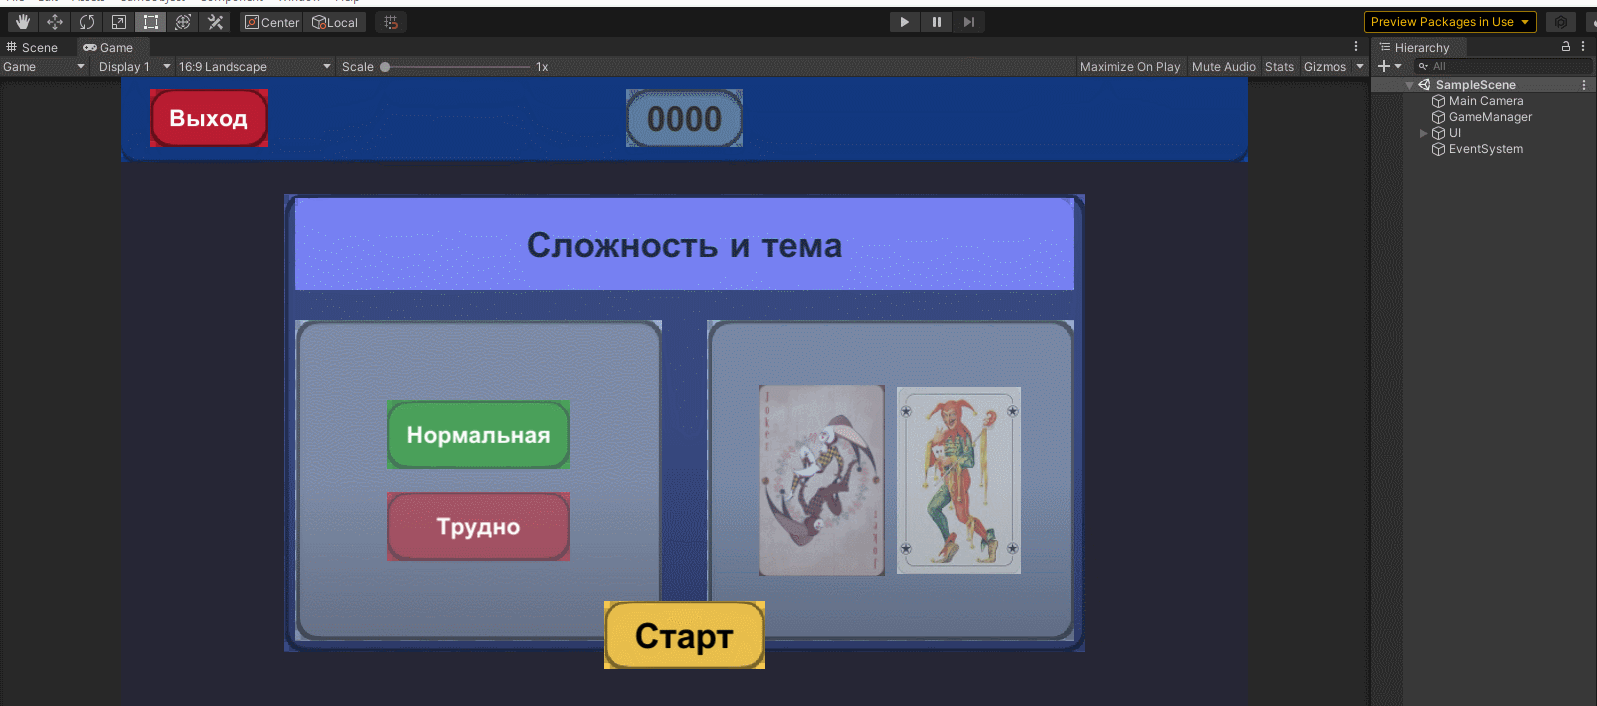 Center
Local
Preview Packages in Use
Scene
Game
Hierarchy
Game
Display 1
16:9 Landscape
Scale
1x
Maximize On Play
Mute Audio
Stats
Gizmos
All
SampleScene
Main Camera
GameManager
UI
EventSystem
Выход
0000
Сложность и тема
Нормальная
Трудно
Старт